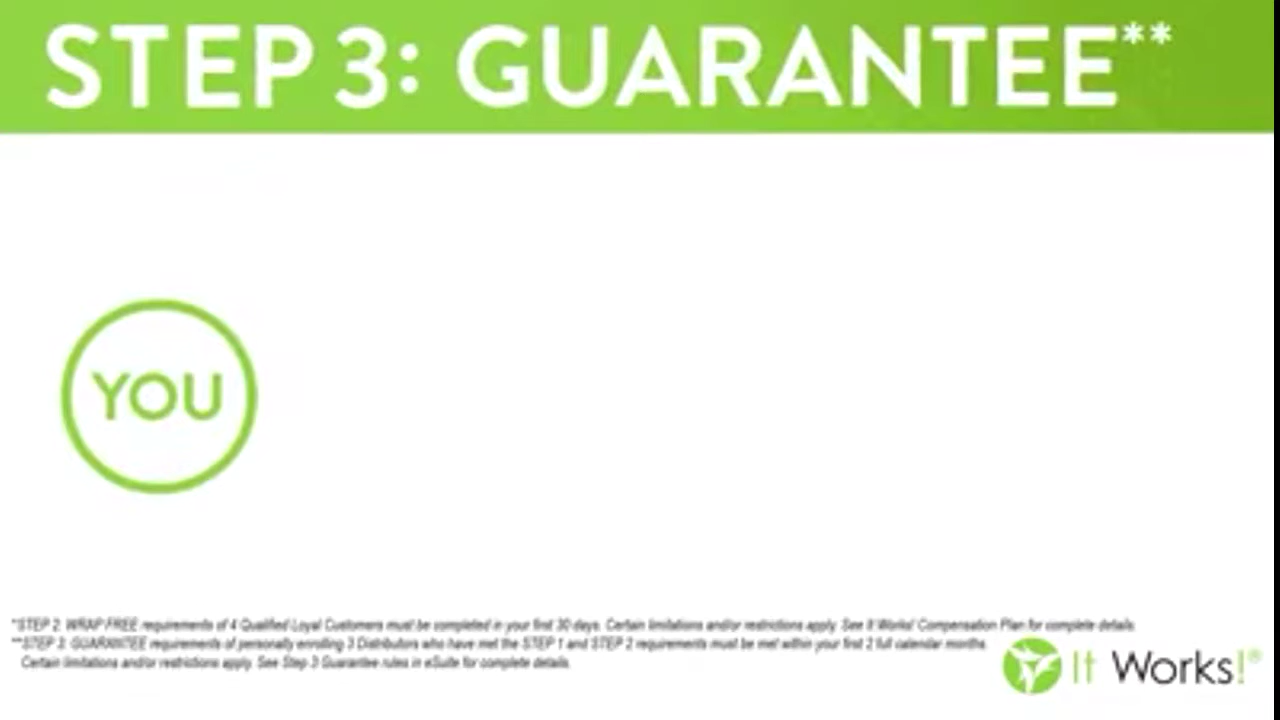 STEP 3: GUARANTEE**
YOU
*STEP 2: WRAP FREE requirements of 4 Qualified Loyal Customers must be completed in your first 30 days. Certain limitations and/or restrictions apply. See It Works! Compensation Plan for complete details.
**STEP 3: GUARANTEE requirements of personally enrolling 3 Distributors who have met the STEP 1 and STEP 2 requirements must be met within your first 2 full calendar months.
Certain limitations and/or restrictions apply. See Step 3 Guarantee rules in eSuite for complete details.
It Works!®